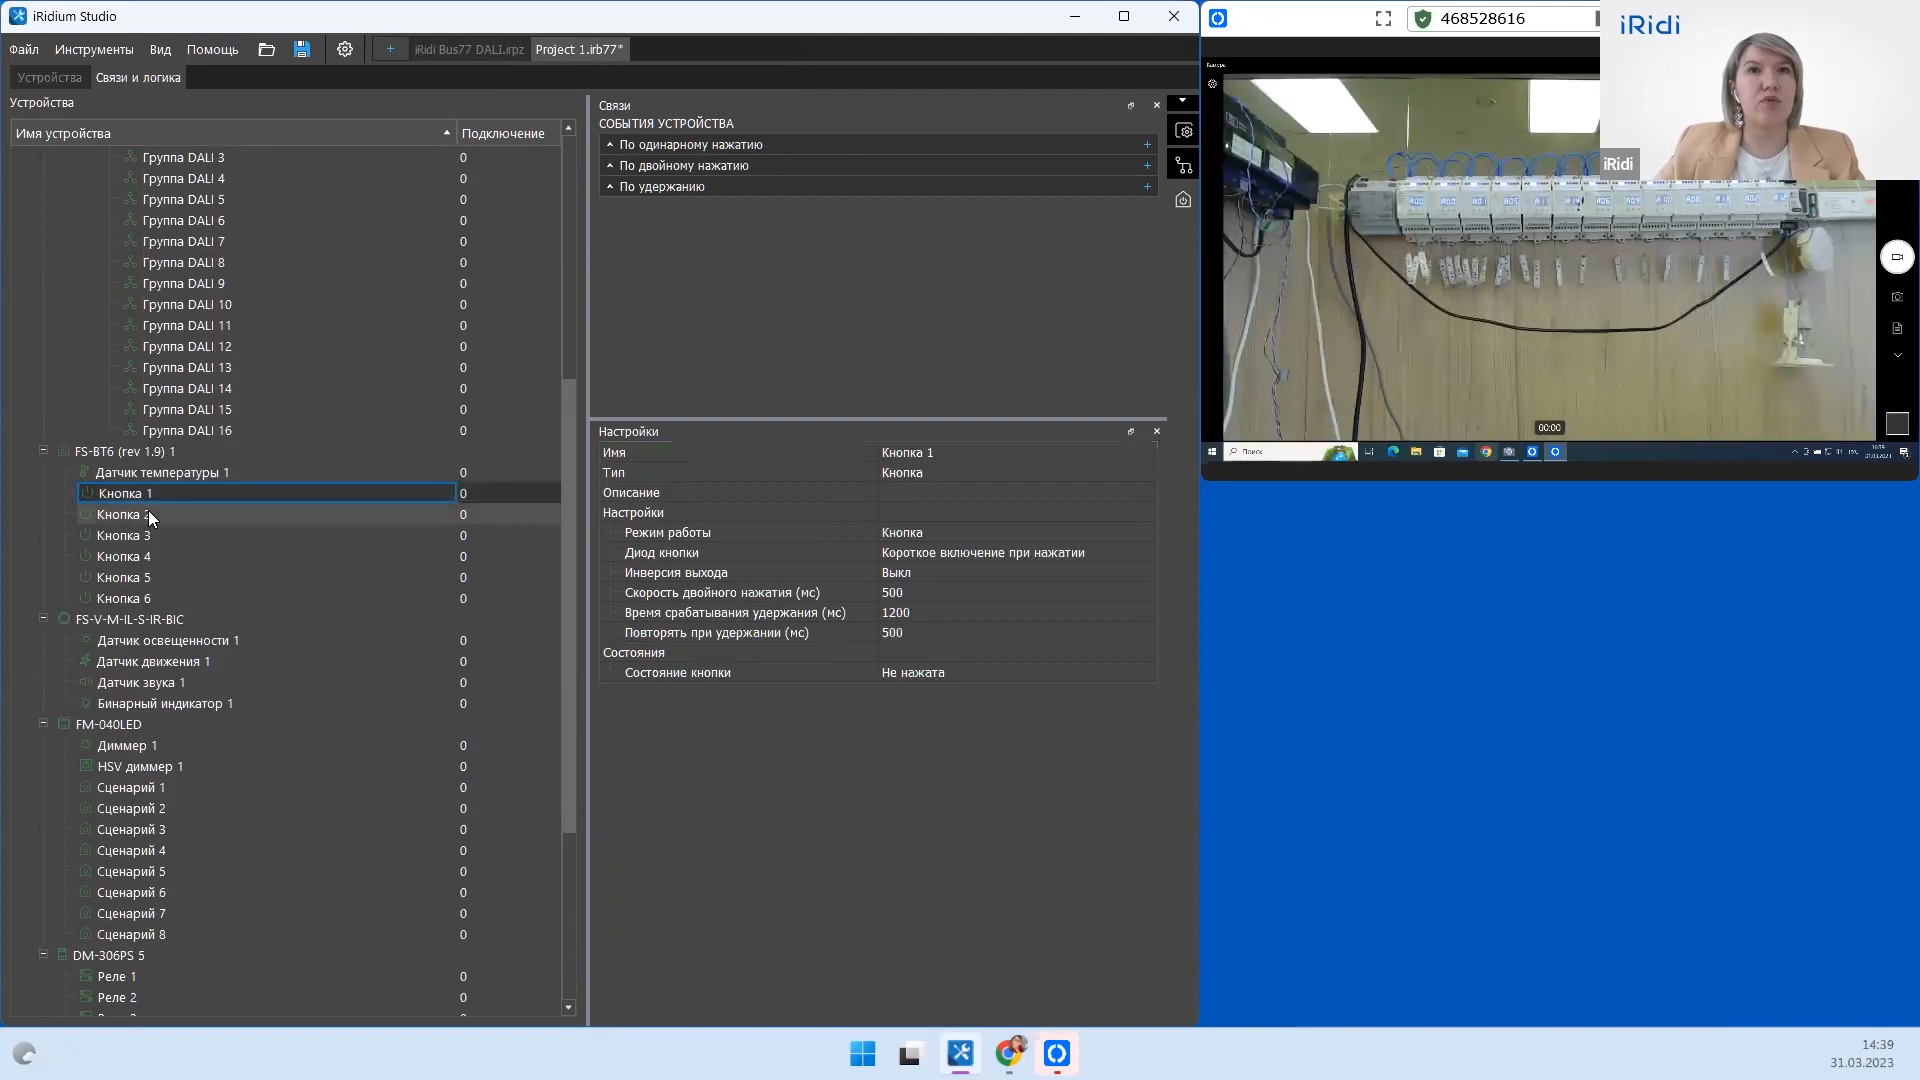 iRidium Studio
Файл Инструменты Вид Помощь
iRidi Bus77 DALI.irpz
Project 1.irb77*
Устройства
Связи и логика
Устройства
Имя устройства Подключение
Группа DALI 3 0
Группа DALI 4 0
Группа DALI 5 0
Группа DALI 6 0
Группа DALI 7 0
Группа DALI 8 0
Группа DALI 9 0
Группа DALI 10 0
Группа DALI 11 0
Группа DALI 12 0
Группа DALI 13 0
Группа DALI 14 0
Группа DALI 15 0
Группа DALI 16 0
FS-BT6 (rev 1.9) 1
Датчик температуры 1 0
Кнопка 1 0
Кнопка 2 0
Кнопка 3 0
Кнопка 4 0
Кнопка 5 0
Кнопка 6 0
FS-V-M-IL-S-IR-BIC
Датчик освещенности 1 0
Датчик движения 1 0
Датчик звука 1 0
Бинарный индикатор 1 0
FM-040LED
Диммер 1 0
HSV диммер 1 0
Сценарий 1 0
Сценарий 2 0
Сценарий 3 0
Сценарий 4 0
Сценарий 5 0
Сценарий 6 0
Сценарий 7 0
Сценарий 8 0
DM-306PS 5
Реле 1 0
Реле 2 0
Связи
СОБЫТИЯ УСТРОЙСТВА
По одинарному нажатию
По двойному нажатию
По удержанию
Настройки
Имя Кнопка 1
Тип Кнопка
Описание
Настройки
Режим работы Кнопка
Диод кнопки Короткое включение при нажатии
Инверсия выхода Выкл
Скорость двойного нажатия (мс) 500
Время срабатывания удержания (мс) 1200
Повторять при удержании (мс) 500
Состояния
Состояние кнопки Не нажата
468528616
iRidi
iRidi
Камера
00:00
Поиск
14:39
31.03.2023